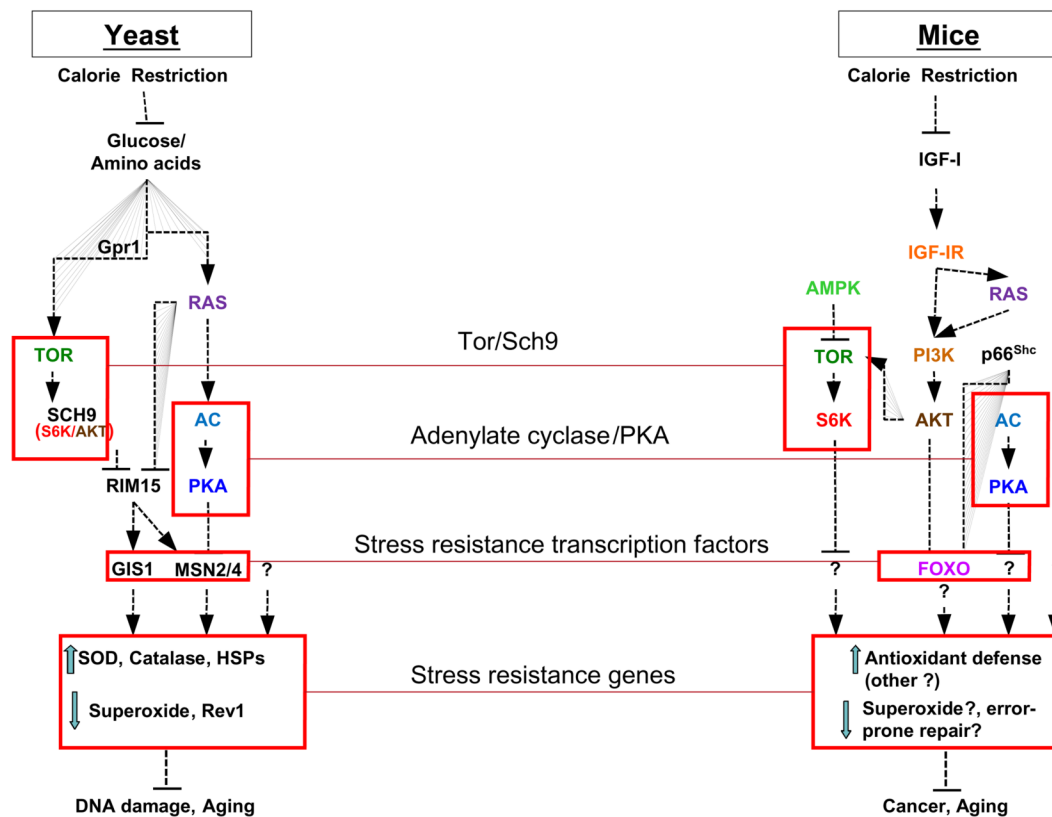 Yeast
Calorie Restriction
Glucose/
Amino acids
Gpr1
RAS
TOR
SCH9
(S6K/AKT)
AC
PKA
RIM15
GIS1
MSN2/4
?
SOD, Catalase, HSPs
Superoxide, Rev1
DNA damage, Aging
Tor/Sch9
Adenylate cyclase/PKA
Stress resistance transcription factors
Stress resistance genes
Mice
Calorie Restriction
IGF-I
IGF-IR
AMPK
RAS
TOR
PI3K
p66Shc
S6K
AKT
AC
PKA
?
FOXO
?
?
Antioxidant defense
(other ?)
Superoxide?, error-
prone repair?
Cancer, Aging